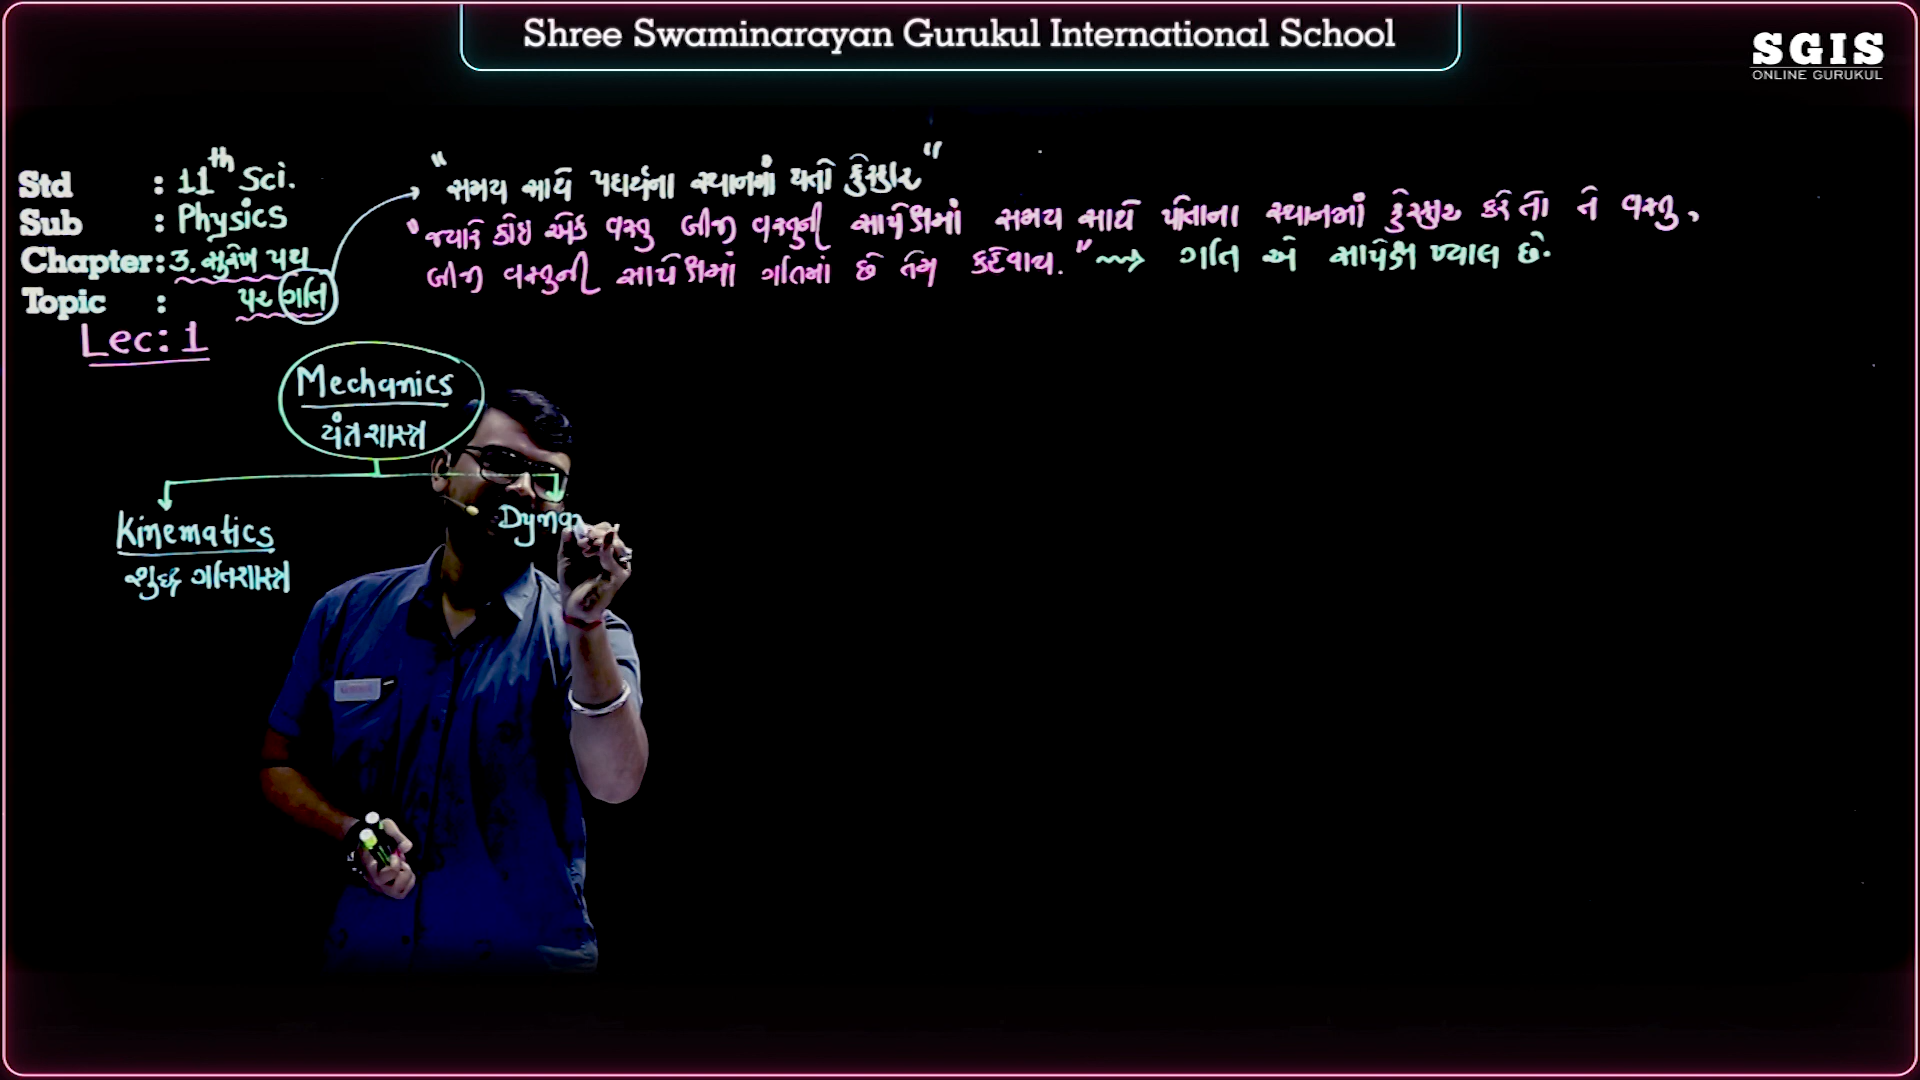 Shree Swaminarayan Gurukul International School
SGIS
ONLINE GURUKUL
Std : 11th Sci.
Sub : Physics
Chapter: 3. સુરેખ પથ
Topic : પર ગતિ
Lec: 1
"સમય સાથે પદાર્થના સ્થાનમાં થતો ફેરફાર"
"જ્યારે કોઇ એક વસ્તુ બીજી વસ્તુની સાપેક્ષમાં સમય સાથે પોતાના સ્થાનમાં ફેરફાર કરે તો તે વસ્તુ,
બીજી વસ્તુની સાપેક્ષમાં ગતિમાં છે તેમ કહેવાય." ગતિ એ સાપેક્ષ ખ્યાલ છે.
Mechanics
યંત્રશાસ્ત્ર
Kinematics
Dyna
શુદ્ધ ગતિશાસ્ત્ર